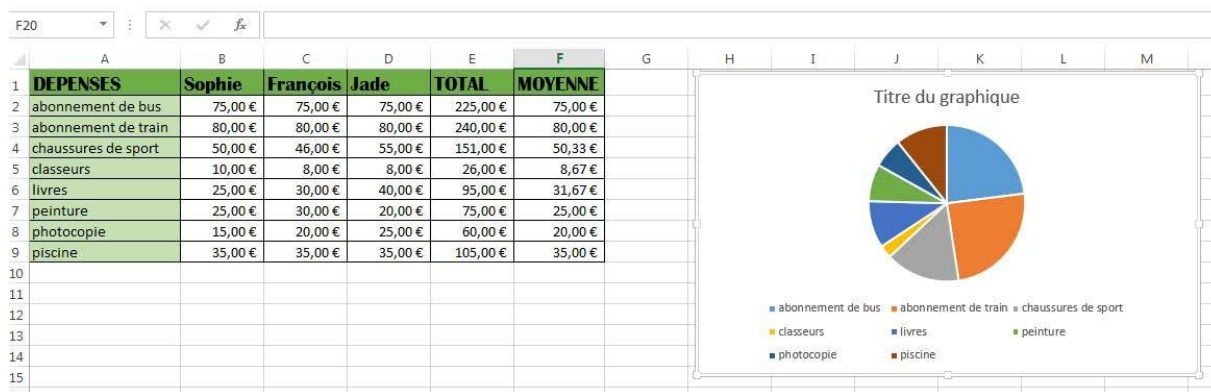 F20 fx
A B C D E F G H I J K L M
1 DEPENSES Sophie François Jade TOTAL MOYENNE
2 abonnement de bus 75,00 € 75,00 € 75,00 € 225,00 € 75,00 €
3 abonnement de train 80,00 € 80,00 € 80,00 € 240,00 € 80,00 €
4 chaussures de sport 50,00 € 46,00 € 55,00 € 151,00 € 50,33 €
5 classeurs 10,00 € 8,00 € 8,00 € 26,00 € 8,67 €
6 livres 25,00 € 30,00 € 40,00 € 95,00 € 31,67 €
7 peinture 25,00 € 30,00 € 20,00 € 75,00 € 25,00 €
8 photocopie 15,00 € 20,00 € 25,00 € 60,00 € 20,00 €
9 piscine 35,00 € 35,00 € 35,00 € 105,00 € 35,00 €
10
11
12
13
14
15
Titre du graphique
abonnement de bus abonnement de train chaussures de sport
classeurs livres peinture
photocopie piscine